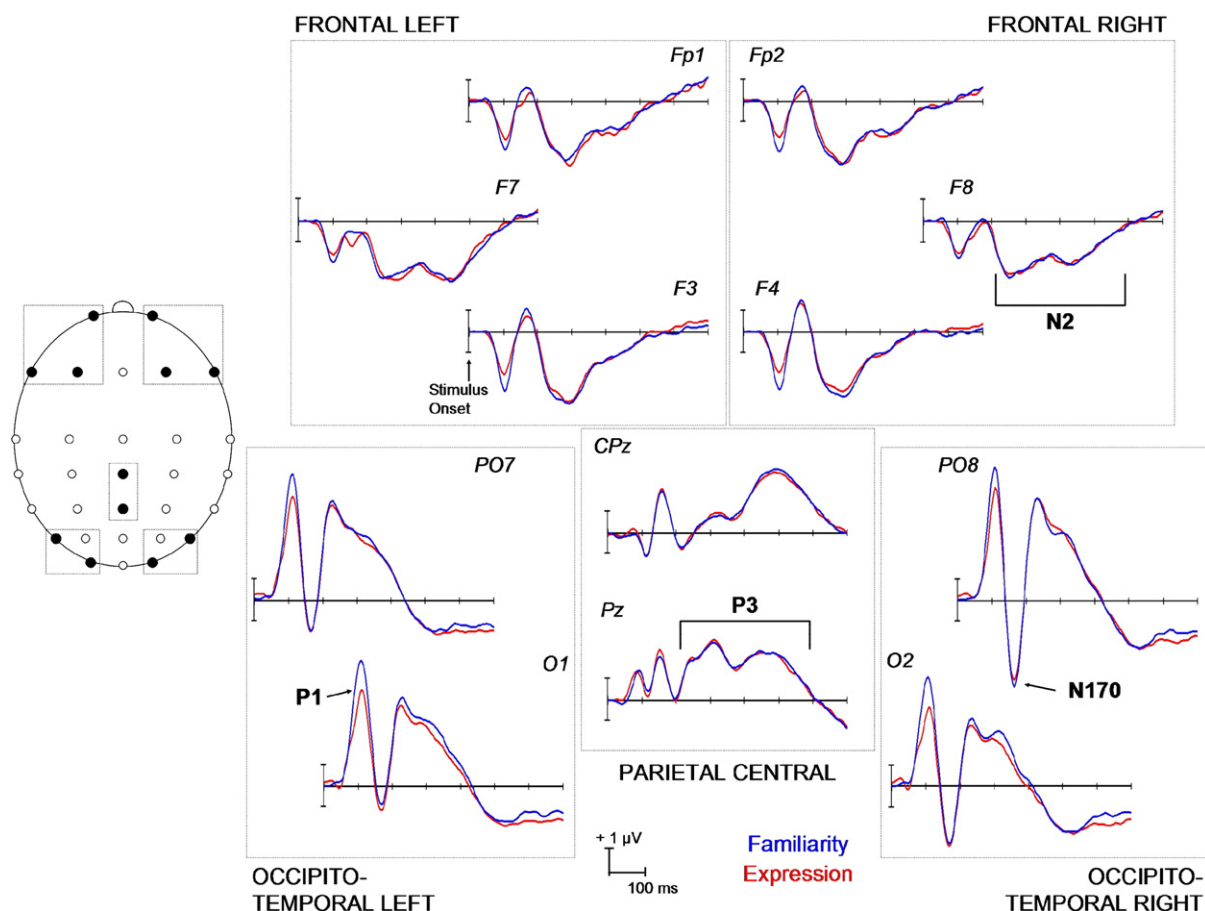 FRONTAL LEFT
FRONTAL RIGHT
Fp1
Fp2
F7
F8
F3
F4
N2
Stimulus
Onset
PO7
CPz
PO8
Pz
P3
O1
O2
P1
N170
PARIETAL CENTRAL
+ 1 µV
100 ms
Familiarity
Expression
OCCIPITO-
TEMPORAL LEFT
OCCIPITO-
TEMPORAL RIGHT